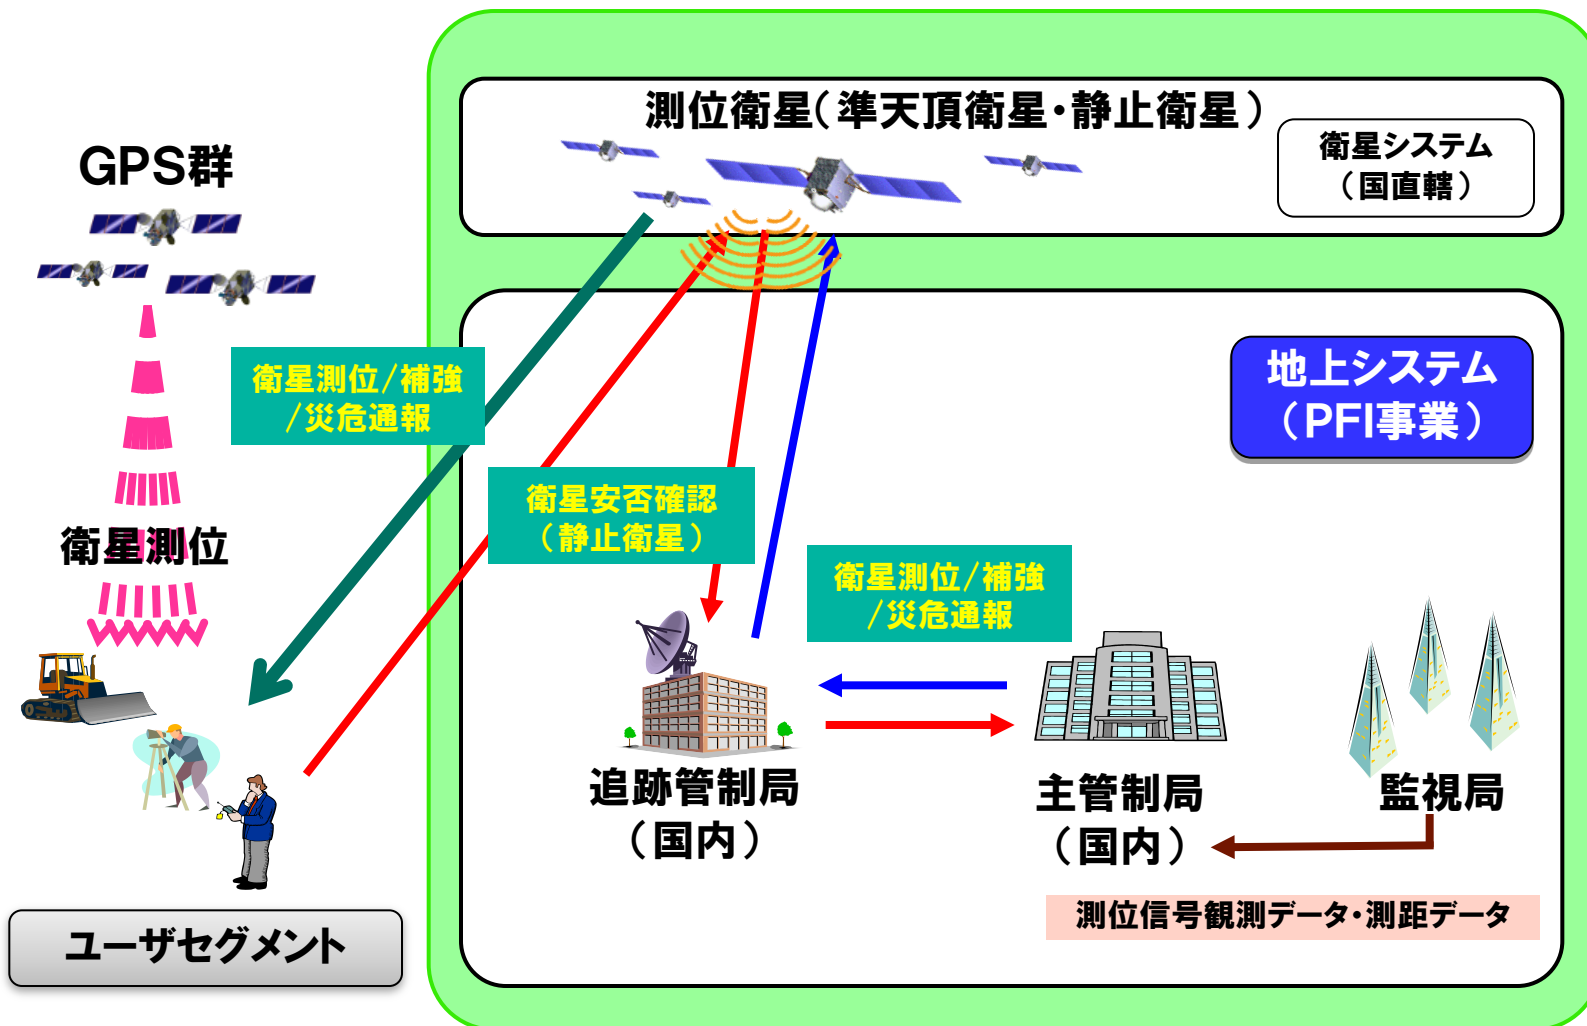 測位衛星(準天頂衛星・静止衛星)
衛星システム
(国直轄)
GPS群
地上システム
(PFI事業)
衛星測位/補強
/災危通報
衛星安否確認
(静止衛星)
衛星測位
衛星測位/補強
/災危通報
追跡管制局
(国内)
主管制局
(国内)
監視局
測位信号観測データ・測距データ
ユーザセグメント